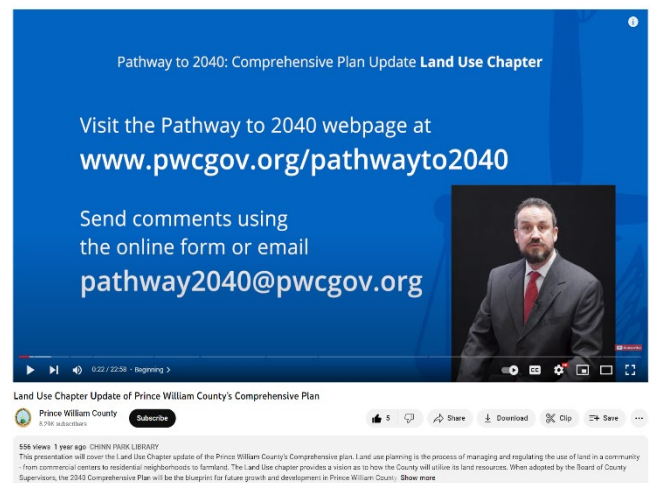 Pathway to 2040: Comprehensive Plan Update Land Use Chapter
Visit the Pathway to 2040 webpage at
www.pwcgov.org/pathwayto2040
Send comments using
the online form or email
pathway2040@pwcgov.org
Subscribe
0:22 / 22:58 • Beginning >
CC
Land Use Chapter Update of Prince William County's Comprehensive Plan
Prince William County
8.29K subscribers
Subscribe
5
Share
Download
Clip
Save
556 views 1 year ago CHINN PARK LIBRARY
This presentation will cover the Land Use Chapter update of the Prince William County's Comprehensive plan. Land use planning is the process of managing and regulating the use of land in a community
- from commercial centers to residential neighborhoods to farmland. The Land Use chapter provides a vision as to how the County will utilize its land resources. When adopted by the Board of County
Supervisors, the 2040 Comprehensive Plan will be the blueprint for future growth and development in Prince William County. Show more